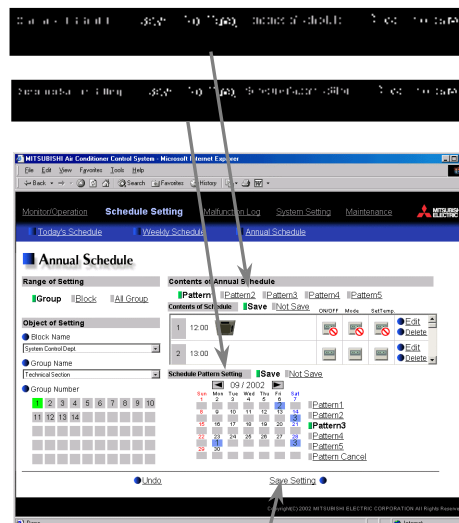 MITSUBISHI Air Conditioner Control System - Microsoft Internet Explorer
File Edit View Favorites Tools Help
Back Search Favorites History
Monitor/Operation Schedule Setting Malfunction Log System Setting Maintenance MITSUBISHI ELECTRIC
Today's Schedule Weekly Schedule Annual Schedule
Annual Schedule
Range of Setting Contents of Annual Schedule
Group Block All Group Pattern Pattern2 Pattern3 Pattern4 Pattern5
Contents of Schedule Save Not Save ON/OFF Mode SetTemp.
Object of Setting
1 12:00 Edit Delete
Block Name
System Control Dept
2 13:00 Edit Delete
Group Name
Technical Section
Schedule Pattern Setting Save Not Save
Group Number
09 / 2002
Sun Mon Tue Wed Thu Fri Sat
1 2 3 4 5 6 7
2
8 9 10 11 12 13 14
3
15 16 17 18 19 20 21
22 23 24 25 26 27 28
1 3
29 30
1 2 3 4 5 6 7 8 9 10
11 12 13 14
Pattern1
Pattern2
Pattern3
Pattern4
Pattern5
Pattern Cancel
Undo Save Setting
Copyright(C) 2002 MITSUBISHI ELECTRIC CORPORATION All Rights